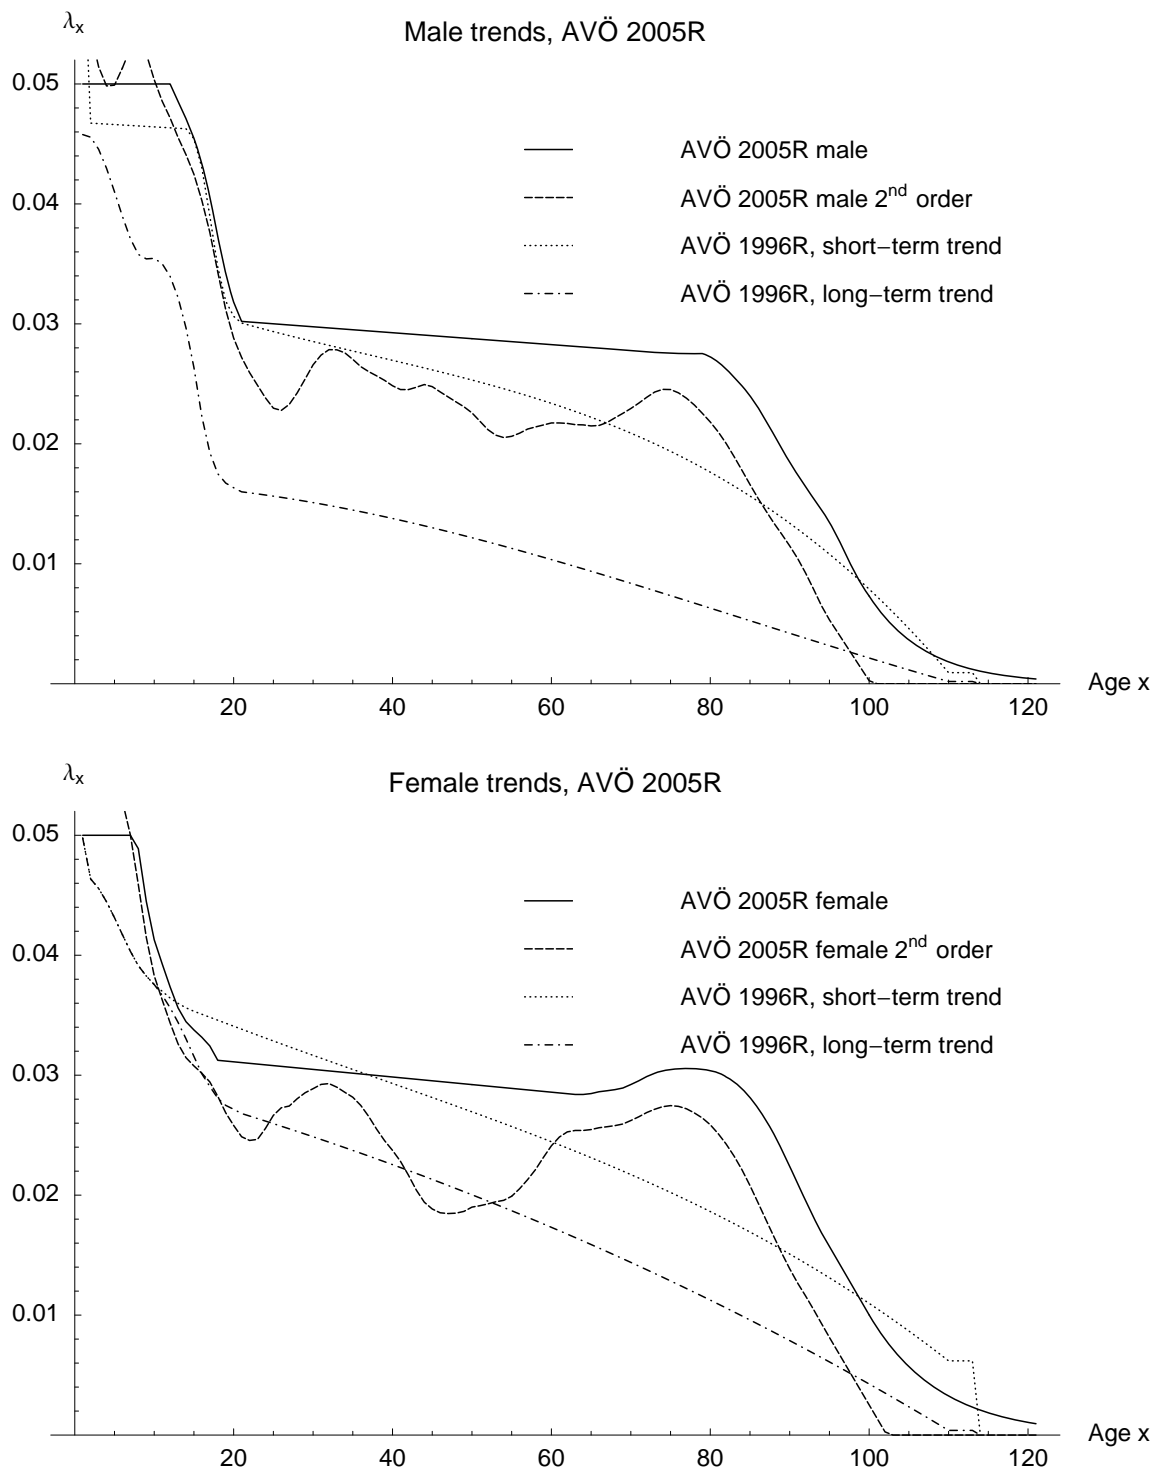 λx
Male trends, AVÖ 2005R
0.05
AVÖ 2005R male
AVÖ 2005R male 2nd order
0.04
AVÖ 1996R, short−term trend
AVÖ 1996R, long−term trend
0.03
0.02
0.01
Age x
20 40 60 80 100 120
λx
Female trends, AVÖ 2005R
0.05
AVÖ 2005R female
AVÖ 2005R female 2nd order
0.04
AVÖ 1996R, short−term trend
AVÖ 1996R, long−term trend
0.03
0.02
0.01
Age x
20 40 60 80 100 120